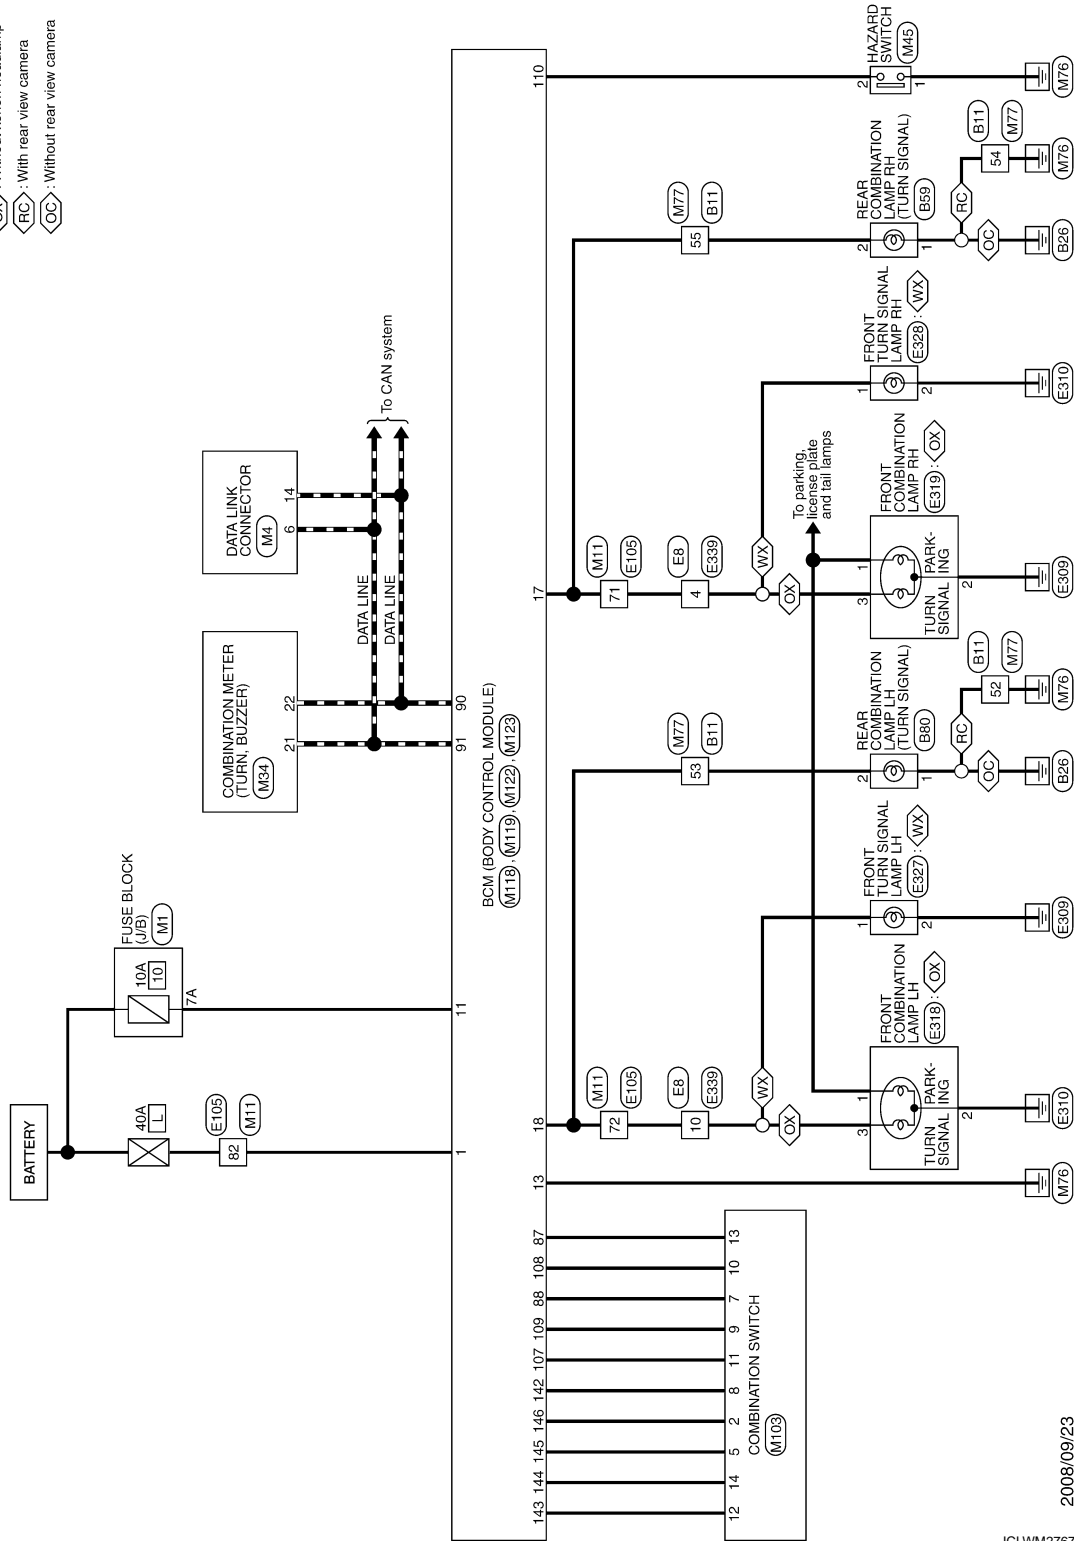 : With rear view camera
RC
: Without rear view camera
OC
BATTERY
40A
L
E105
M11
82
FUSE BLOCK
(J/B)
M1
10A
10
7A
COMBINATION METER
(TURN, BUZZER)
M34
21
22
DATA LINK
CONNECTOR
M4
6
14
DATA LINE
DATA LINE
To CAN system
1
11
91
90
BCM (BODY CONTROL MODULE)
M118 , M119 , M122 , M123
143
144
145
146
142
107
109
88
108
87
13
18
17
110
12
14
5
2
8
11
9
7
10
13
COMBINATION SWITCH
M103
M76
72
M11
E105
10
E8
E339
WX
OX
3
1
TURN
SIGNAL
PARK-
ING
2
FRONT
COMBINATION
LAMP LH
E318 : OX
E310
1
2
FRONT
TURN SIGNAL
LAMP LH
E327 : WX
E309
53
M77
B11
2
1
REAR
COMBINATION
LAMP LH
(TURN SIGNAL)
B80
RC
OC
B26
52
B11
M77
M76
71
M11
E105
4
E8
E339
WX
OX
To parking,
license plate
and tail lamps
3
1
TURN
SIGNAL
PARK-
ING
2
FRONT
COMBINATION
LAMP RH
E319 : OX
E309
1
2
FRONT
TURN SIGNAL
LAMP RH
E328 : WX
E310
55
M77
B11
2
1
REAR
COMBINATION
LAMP RH
(TURN SIGNAL)
B59
RC
OC
B26
54
B11
M77
M76
2
1
HAZARD
SWITCH
M45
M76
2008/09/23